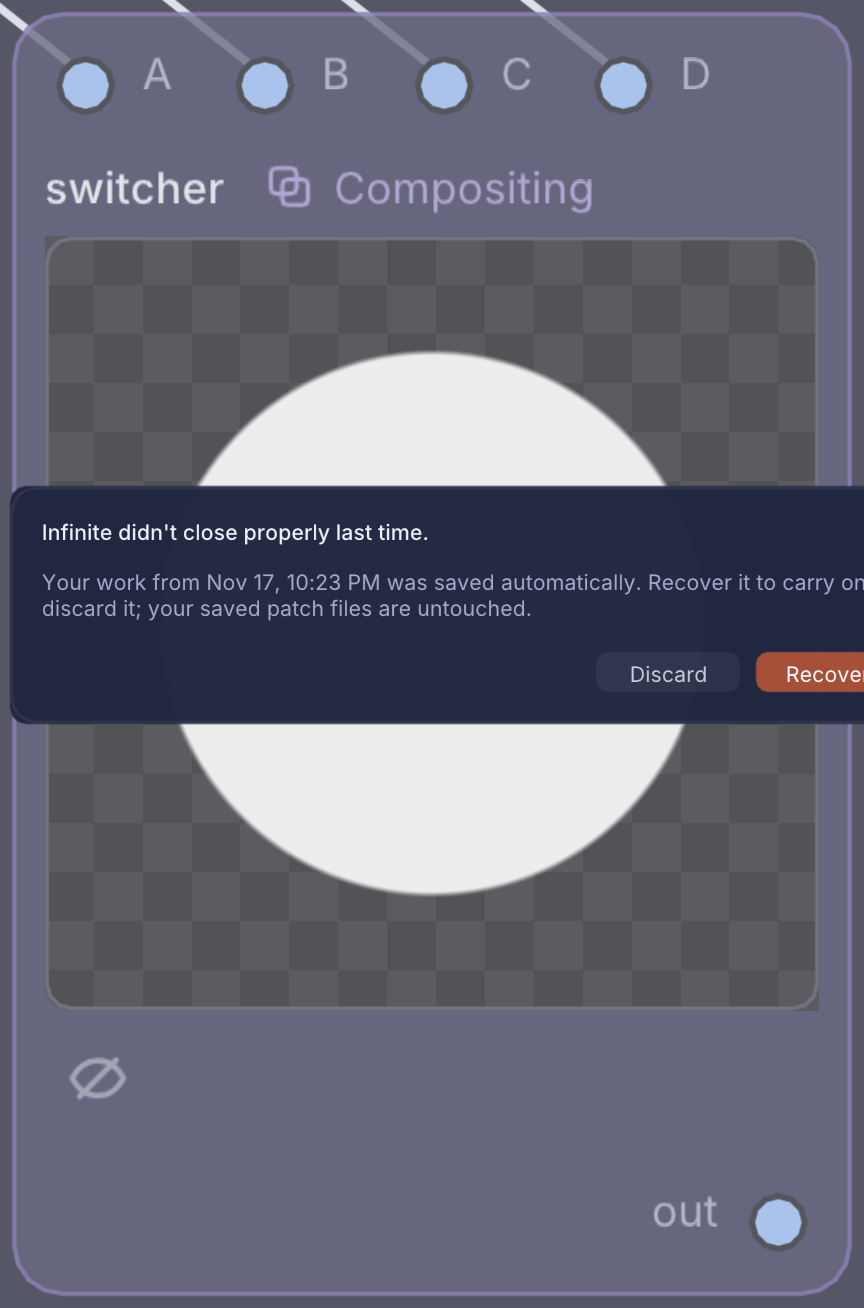 A B C D
switcher Compositing
Infinite didn't close properly last time.
Your work from Nov 17, 10:23 PM was saved automatically. Recover it to carry on
discard it; your saved patch files are untouched.
Discard Recover
out